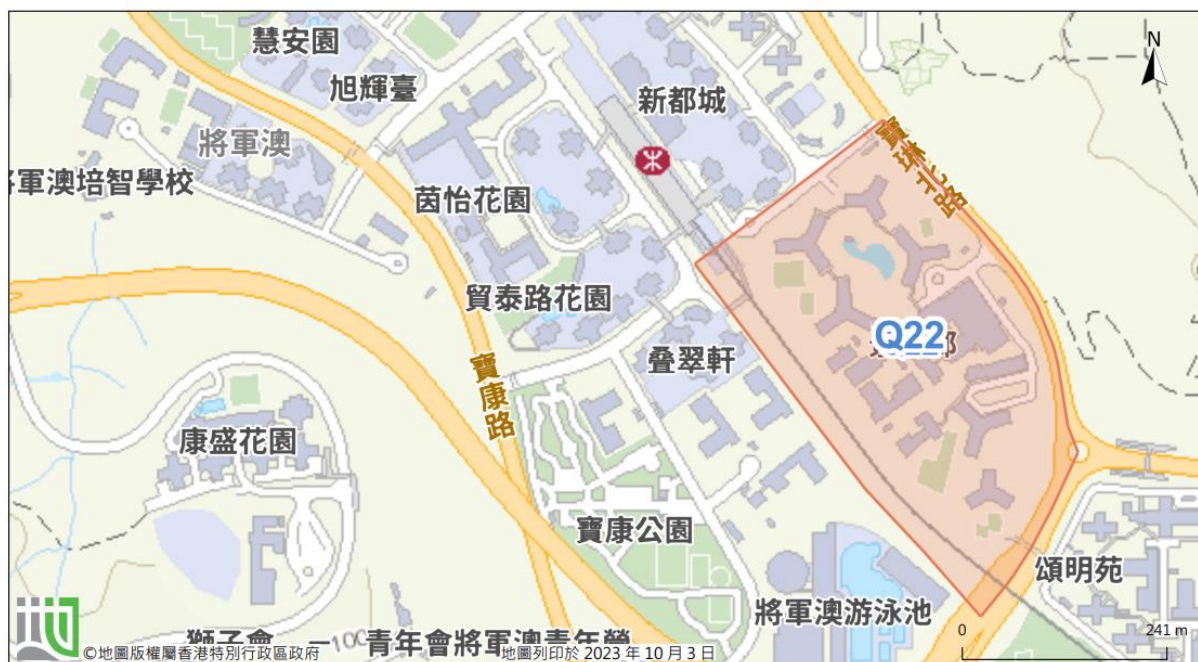 慧安園
旭輝臺
新都城
N
將軍澳
將軍澳培智學校
茵怡花園
寶琳北路
貿泰路花園
Q22
叠翠軒
寶康路
康盛花園
寶康公園
頌明苑
將軍澳游泳池
獅子會
青年會將軍澳青年營
100
©地圖版權屬香港特別行政區政府
地圖列印於 2023 年 10 月 3 日
0
241 m